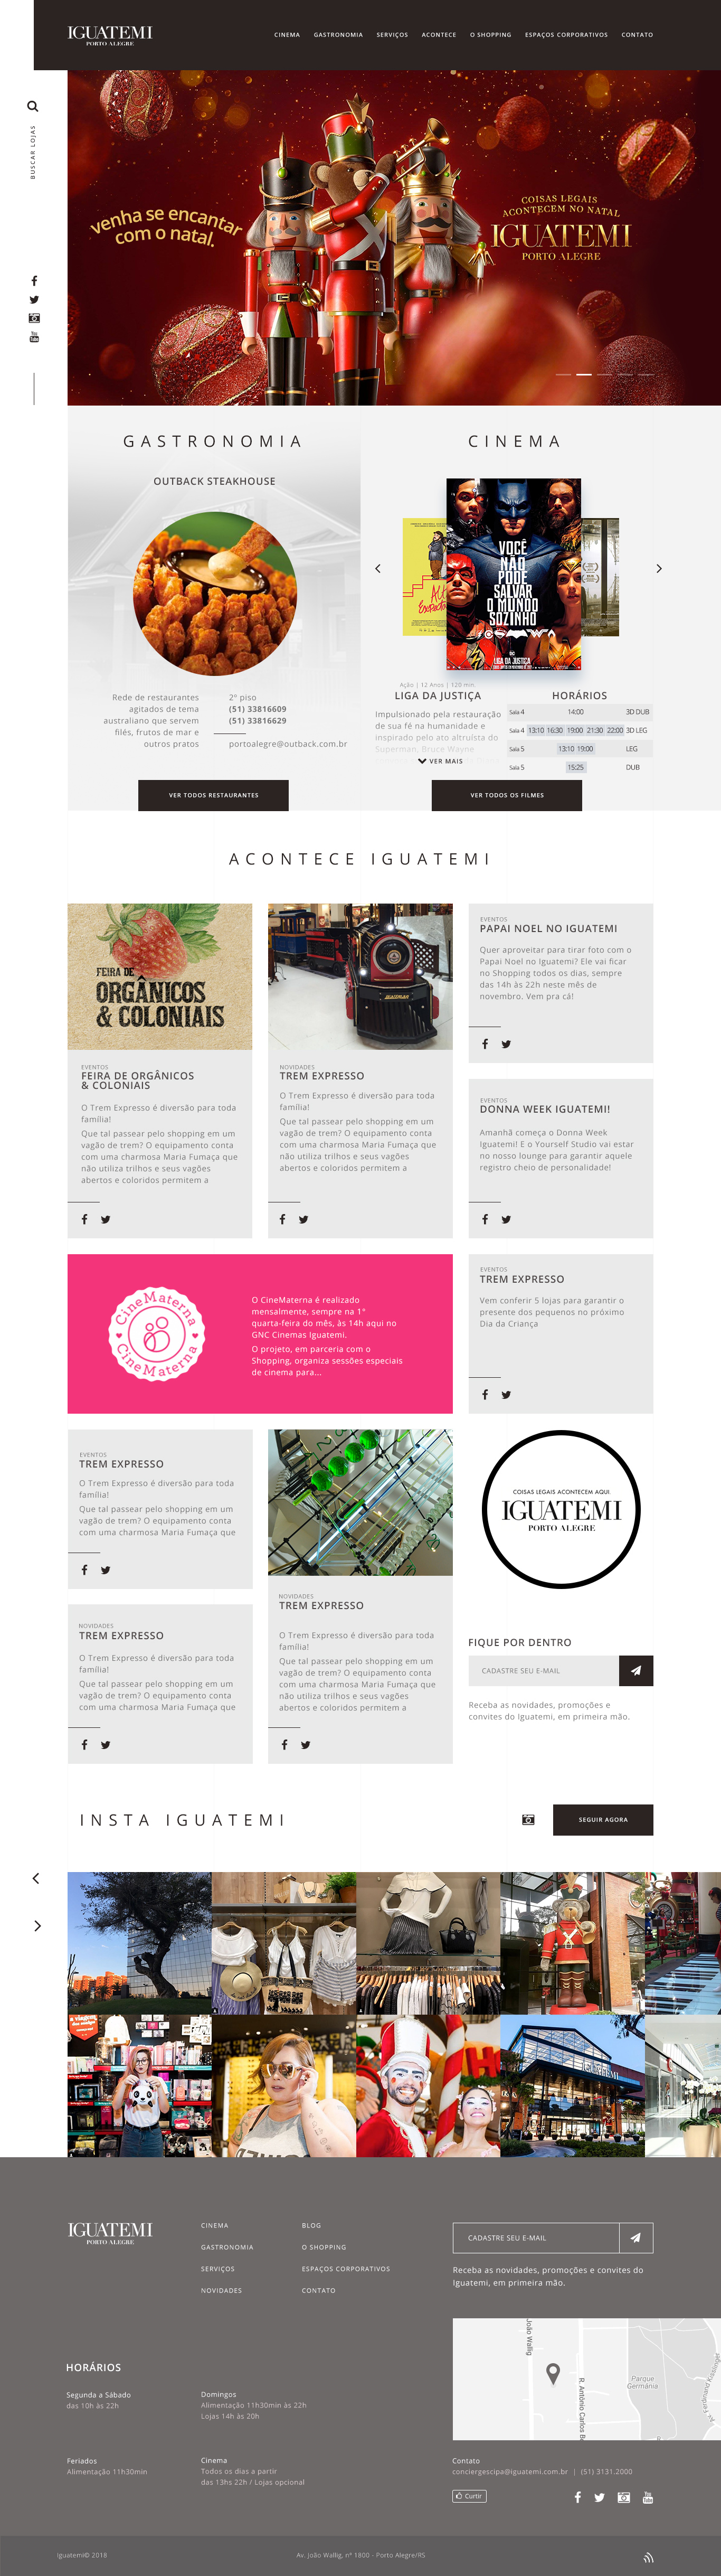 IGUATEMI
PORTO ALEGRE
CINEMA GASTRONOMIA SERVIÇOS ACONTECE O SHOPPING ESPAÇOS CORPORATIVOS CONTATO
BUSCAR LOJAS
venha se encantar
com o natal.
COISAS LEGAIS
ACONTECEM NO NATAL
IGUATEMI
PORTO ALEGRE
GASTRONOMIA
OUTBACK STEAKHOUSE
Rede de restaurantes
agitados de tema
australiano que servem
filés, frutos de mar e
outros pratos
2º piso
(51) 33816609
(51) 33816629
portoalegre@outback.com.br
VER TODOS RESTAURANTES
CINEMA
VOCÊ
NÃO
PODE
SALVAR
O MUNDO
SOZINHO
LIGA DA JUSTIÇA
Ação | 12 Anos | 120 min.
LIGA DA JUSTIÇA
Impulsionado pela restauração
de sua fé na humanidade e
inspirado pelo ato altruísta do
Superman, Bruce Wayne
VER MAIS
HORÁRIOS
Sala 4 14:00 3D DUB
Sala 4 13:10 16:30 19:00 21:30 22:00 3D LEG
Sala 5 13:10 19:00 LEG
Sala 5 15:25 DUB
VER TODOS OS FILMES
ACONTECE IGUATEMI
FEIRA DE
ORGÂNICOS
& COLONIAIS
EVENTOS
FEIRA DE ORGÂNICOS
& COLONIAIS
O Trem Expresso é diversão para toda
família!
Que tal passear pelo shopping em um
vagão de trem? O equipamento conta
com uma charmosa Maria Fumaça que
não utiliza trilhos e seus vagões
abertos e coloridos permitem a
NOVIDADES
TREM EXPRESSO
O Trem Expresso é diversão para toda
família!
Que tal passear pelo shopping em um
vagão de trem? O equipamento conta
com uma charmosa Maria Fumaça que
não utiliza trilhos e seus vagões
abertos e coloridos permitem a
EVENTOS
PAPAI NOEL NO IGUATEMI
Quer aproveitar para tirar foto com o
Papai Noel no Iguatemi? Ele vai ficar
no Shopping todos os dias, sempre
das 14h às 22h neste mês de
novembro. Vem pra cá!
EVENTOS
DONNA WEEK IGUATEMI!
Amanhã começa o Donna Week
Iguatemi! E o Yourself Studio vai estar
no nosso lounge para garantir aquele
registro cheio de personalidade!
CineMaterna
CineMaterna
O CineMaterna é realizado
mensalmente, sempre na 1°
quarta-feira do mês, às 14h aqui no
GNC Cinemas Iguatemi.
O projeto, em parceria com o
Shopping, organiza sessões especiais
de cinema para...
EVENTOS
TREM EXPRESSO
Vem conferir 5 lojas para garantir o
presente dos pequenos no próximo
Dia da Criança
EVENTOS
TREM EXPRESSO
O Trem Expresso é diversão para toda
família!
Que tal passear pelo shopping em um
vagão de trem? O equipamento conta
com uma charmosa Maria Fumaça que
NOVIDADES
TREM EXPRESSO
O Trem Expresso é diversão para toda
família!
Que tal passear pelo shopping em um
vagão de trem? O equipamento conta
com uma charmosa Maria Fumaça que
NOVIDADES
TREM EXPRESSO
O Trem Expresso é diversão para toda
família!
Que tal passear pelo shopping em um
vagão de trem? O equipamento conta
com uma charmosa Maria Fumaça que
não utiliza trilhos e seus vagões
abertos e coloridos permitem a
COISAS LEGAIS ACONTECEM AQUI.
IGUATEMI
PORTO ALEGRE
FIQUE POR DENTRO
CADASTRE SEU E-MAIL
Receba as novidades, promoções e
convites do Iguatemi, em primeira mão.
INSTA IGUATEMI
SEGUIR AGORA
IGUATEMI
PORTO ALEGRE
CINEMA
GASTRONOMIA
SERVIÇOS
NOVIDADES
BLOG
O SHOPPING
ESPAÇOS CORPORATIVOS
CONTATO
CADASTRE SEU E-MAIL
Receba as novidades, promoções e convites do
Iguatemi, em primeira mão.
João Wallig
R. Antônio Carlos Be
Parque
Germânia
HORÁRIOS
Segunda a Sábado
das 10h às 22h
Domingos
Alimentação 11h30min às 22h
Lojas 14h às 20h
Feriados
Alimentação 11h30min
Cinema
Todos os dias a partir
das 13hs 22h / Lojas opcional
Contato
conciergescipa@iguatemi.com.br | (51) 3131.2000
Curtir
Iguatemi© 2018
Av. João Wallig, nº 1800 - Porto Alegre/RS